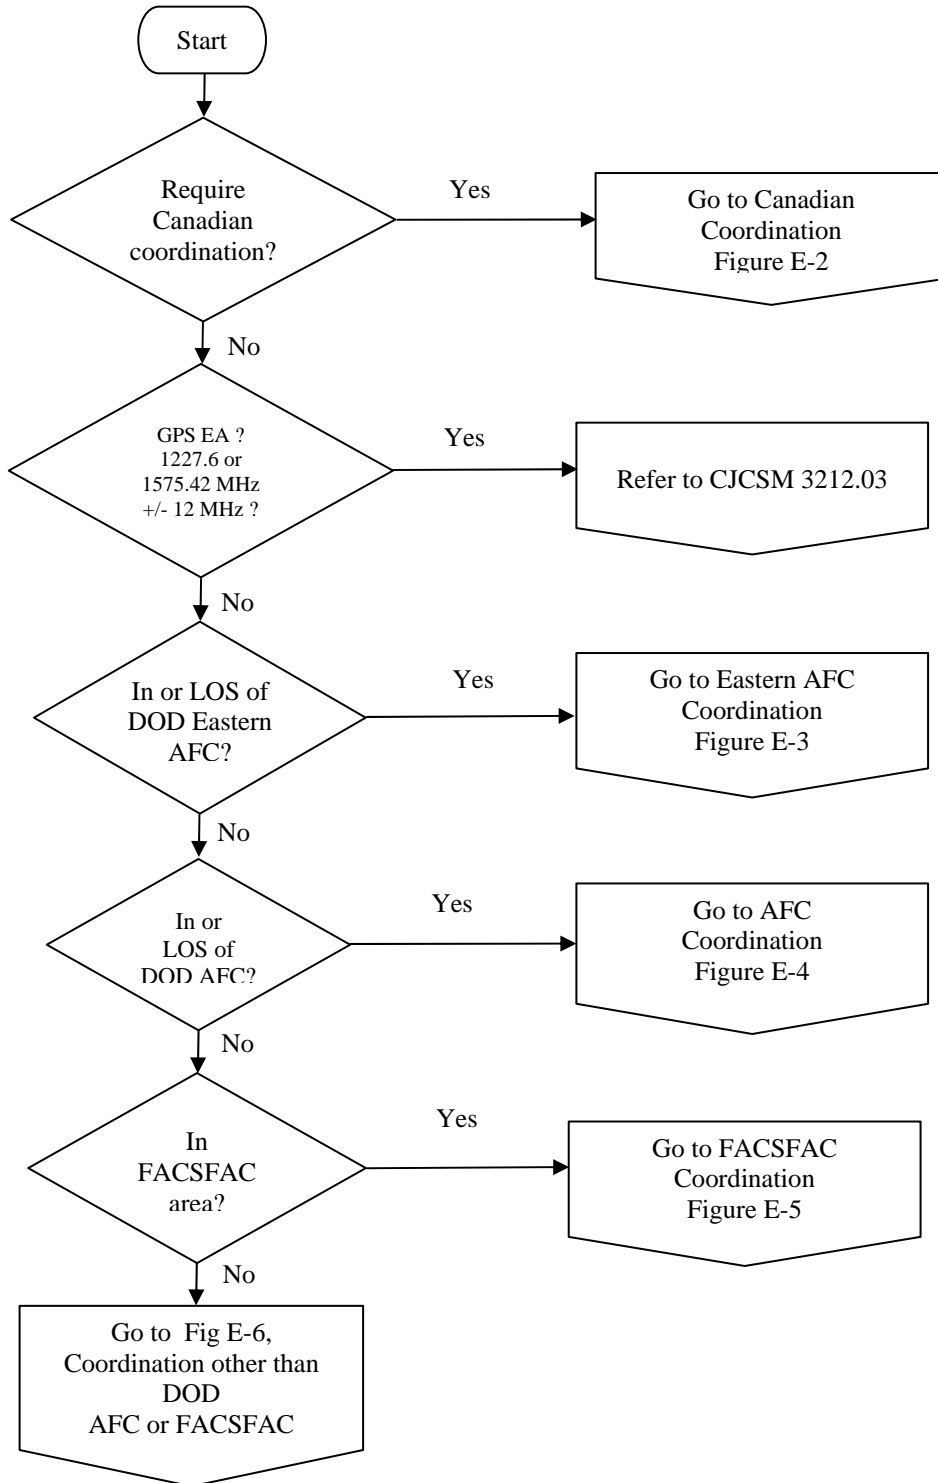 Start
Require
Canadian
coordination?
Yes
Go to Canadian
Coordination
Figure E-2
No
GPS EA ?
1227.6 or
1575.42 MHz
+/- 12 MHz ?
Yes
Refer to CJCSM 3212.03
No
In or LOS of
DOD Eastern
AFC?
Yes
Go to Eastern AFC
Coordination
Figure E-3
No
In or
LOS of
DOD AFC?
Yes
Go to AFC
Coordination
Figure E-4
No
In
FACSFAC
area?
Yes
Go to FACSFAC
Coordination
Figure E-5
No
Go to  Fig E-6,
Coordination other than
DOD
AFC or FACSFAC